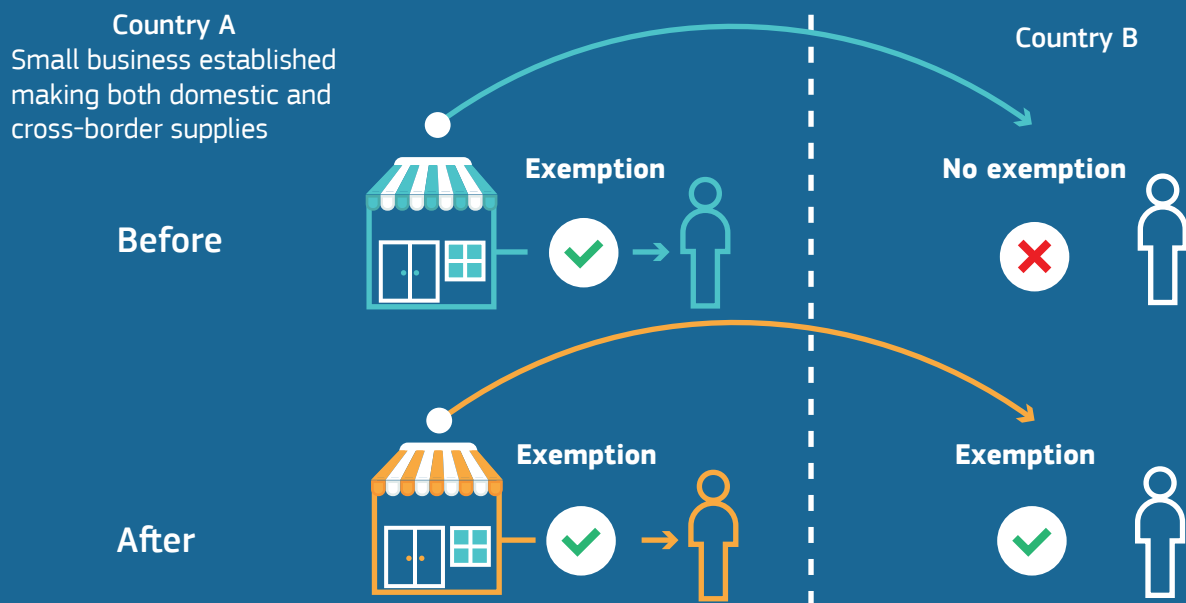 Country A
Small business established
making both domestic and
cross-border supplies
Country B
Before
Exemption
No exemption
After
Exemption
Exemption